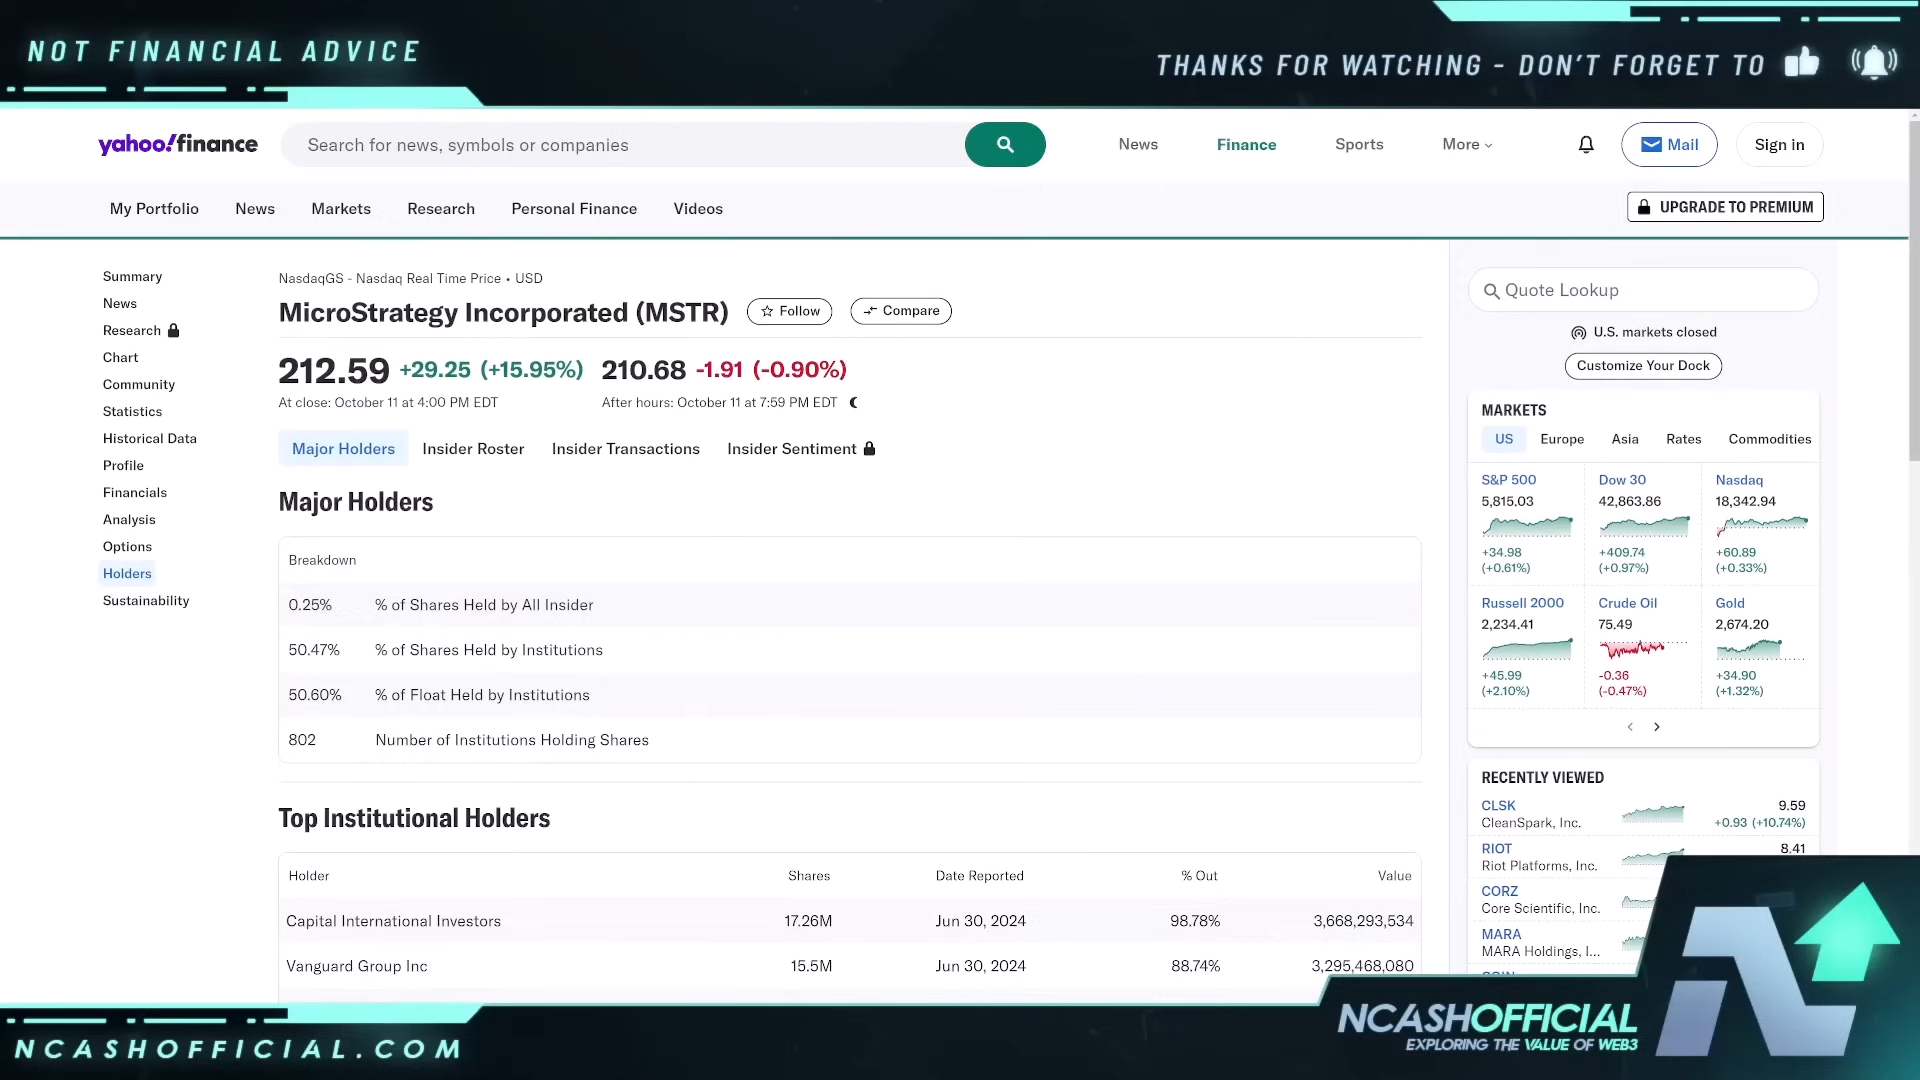 NOT FINANCIAL ADVICE
THANKS FOR WATCHING - DON'T FORGET TO
yahoo!finance
Search for news, symbols or companies
News
Finance
Sports
More
Mail
Sign in
My Portfolio
News
Markets
Research
Personal Finance
Videos
UPGRADE TO PREMIUM
Summary
News
Research
Chart
Community
Statistics
Historical Data
Profile
Financials
Analysis
Options
Holders
Sustainability
NasdaqGS - Nasdaq Real Time Price • USD
MicroStrategy Incorporated (MSTR)
Follow
Compare
212.59 +29.25 (+15.95%)
At close: October 11 at 4:00 PM EDT
210.68 -1.91 (-0.90%)
After hours: October 11 at 7:59 PM EDT
Major Holders
Insider Roster
Insider Transactions
Insider Sentiment
Major Holders
Breakdown
0.25% % of Shares Held by All Insider
50.47% % of Shares Held by Institutions
50.60% % of Float Held by Institutions
802 Number of Institutions Holding Shares
Top Institutional Holders
Holder Shares Date Reported % Out Value
Capital International Investors 17.26M Jun 30, 2024 98.78% 3,668,293,534
Vanguard Group Inc 15.5M Jun 30, 2024 88.74% 3,295,468,080
Quote Lookup
U.S. markets closed
Customize Your Dock
MARKETS
US Europe Asia Rates Commodities
S&P 500 Dow 30 Nasdaq
5,815.03 42,863.86 18,342.94
+34.98 +409.74 +60.89
(+0.61%) (+0.97%) (+0.33%)
Russell 2000 Crude Oil Gold
2,234.41 75.49 2,674.20
+45.99 -0.36 +34.90
(+2.10%) (-0.47%) (+1.32%)
RECENTLY VIEWED
CLSK 9.59
CleanSpark, Inc. +0.93 (+10.74%)
RIOT 8.41
Riot Platforms, Inc.
CORZ
Core Scientific, Inc.
MARA
MARA Holdings, I...
NCASHOFFICIAL
EXPLORING THE VALUE OF WEB3
NCASHOFFICIAL.COM